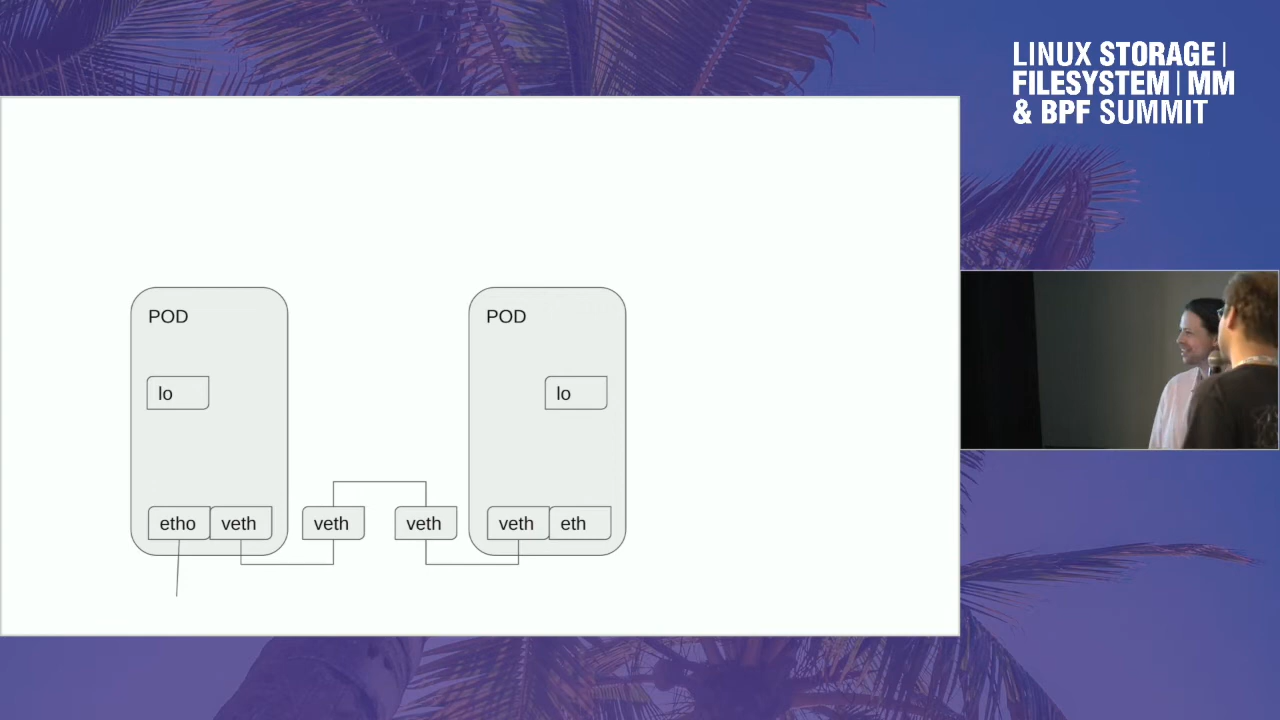 LINUX STORAGE |
FILESYSTEM | MM
& BPF SUMMIT
POD
POD
lo
lo
etho
veth
veth
veth
veth
eth